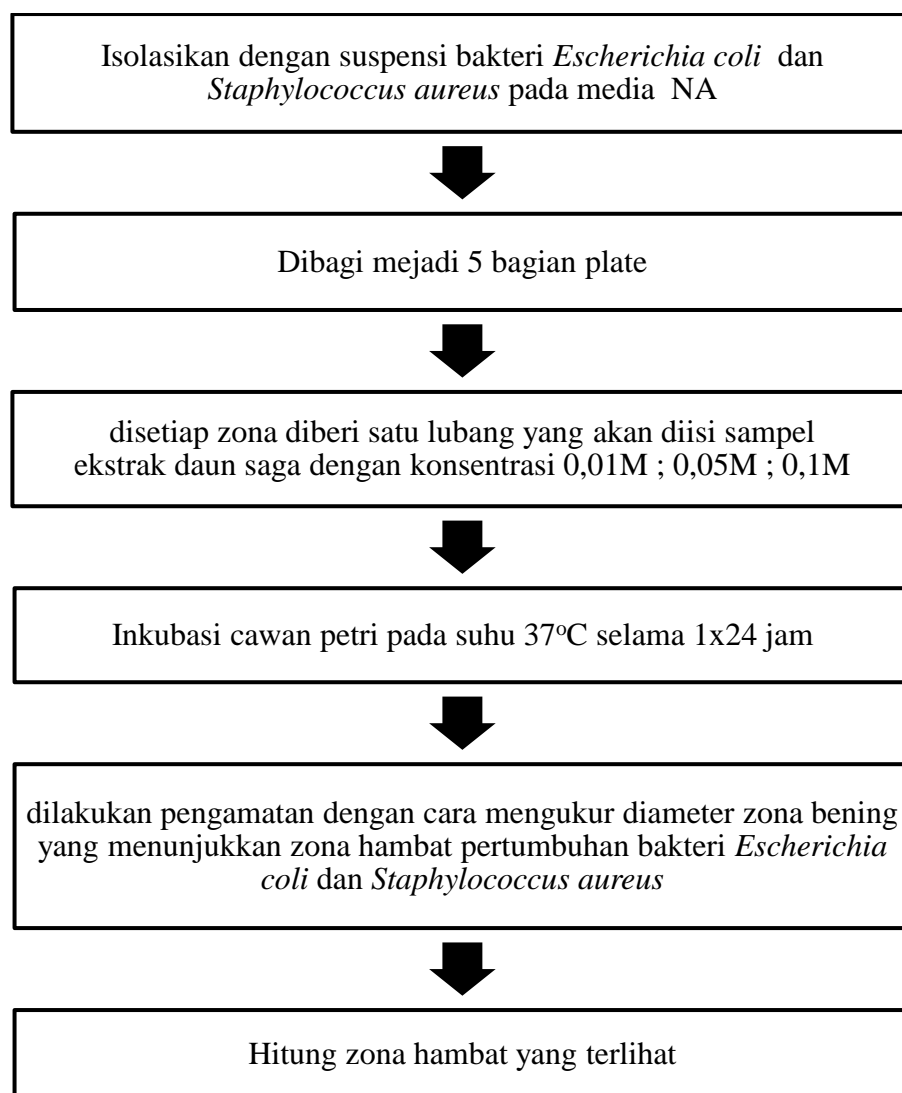 Isolasikan dengan suspensi bakteri Escherichia coli dan
Staphylococcus aureus pada media NA
Dibagi mejadi 5 bagian plate
disetiap zona diberi satu lubang yang akan diisi sampel
ekstrak daun saga dengan konsentrasi 0,01M ; 0,05M ; 0,1M
Inkubasi cawan petri pada suhu 37°C selama 1x24 jam
dilakukan pengamatan dengan cara mengukur diameter zona bening
yang menunjukkan zona hambat pertumbuhan bakteri Escherichia
coli dan Staphylococcus aureus
Hitung zona hambat yang terlihat